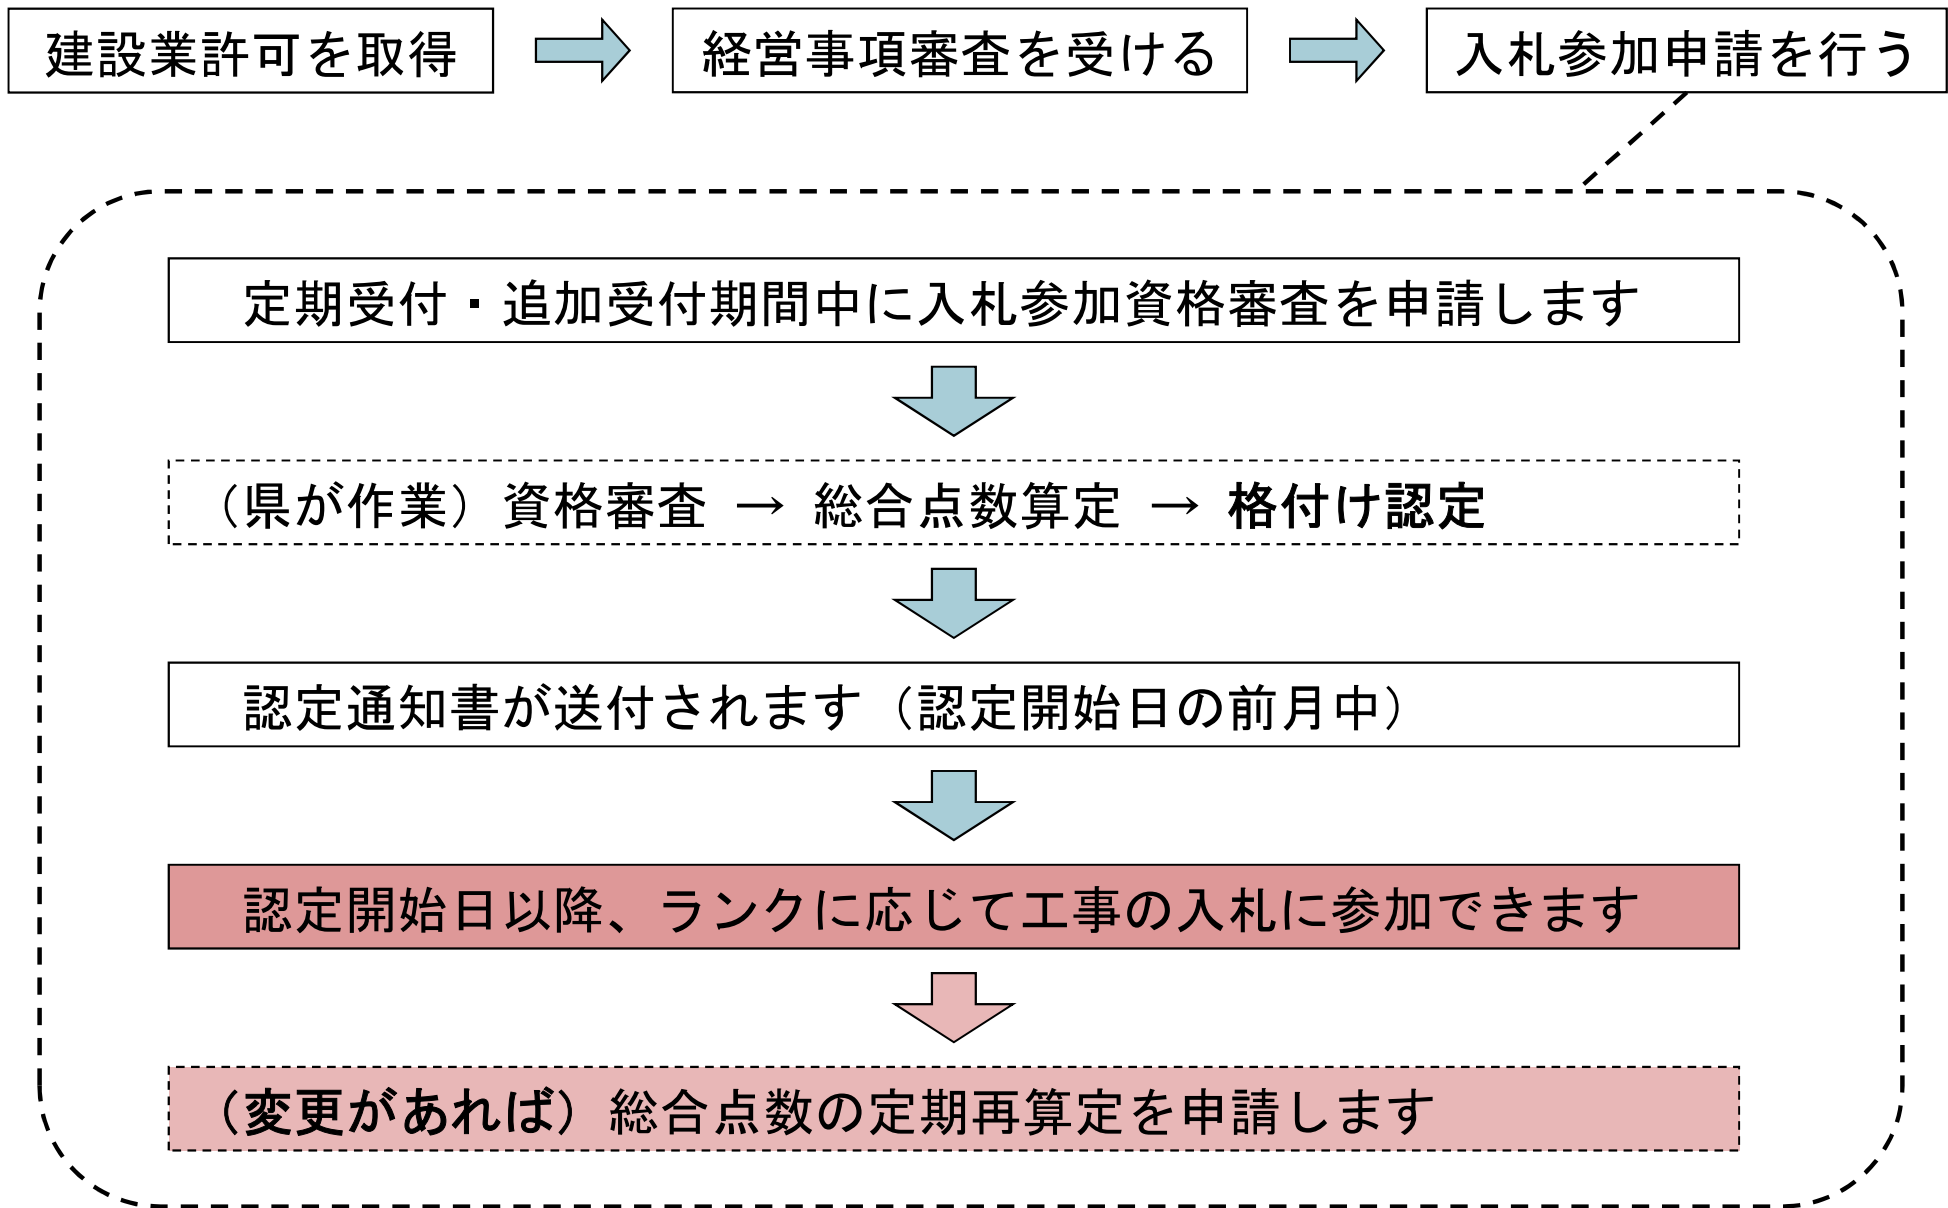 建設業許可を取得
経営事項審査を受ける
入札参加申請を行う
定期受付・追加受付期間中に入札参加資格審査を申請します
（県が作業）資格審査 → 総合点数算定 → 格付け認定
認定通知書が送付されます（認定開始日の前月中）
認定開始日以降、ランクに応じて工事の入札に参加できます
（変更があれば）総合点数の定期再算定を申請します